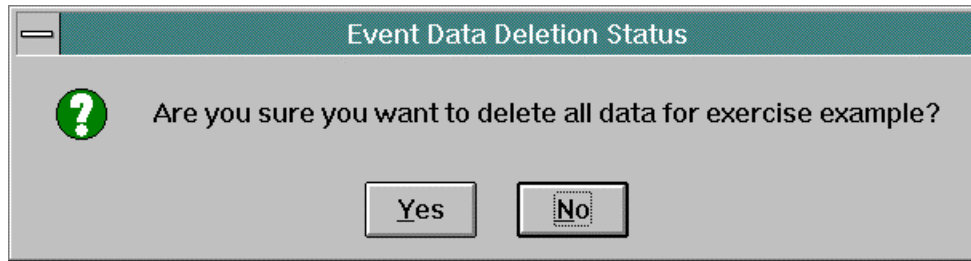 Event Data Deletion Status
Are you sure you want to delete all data for exercise example?
Yes No